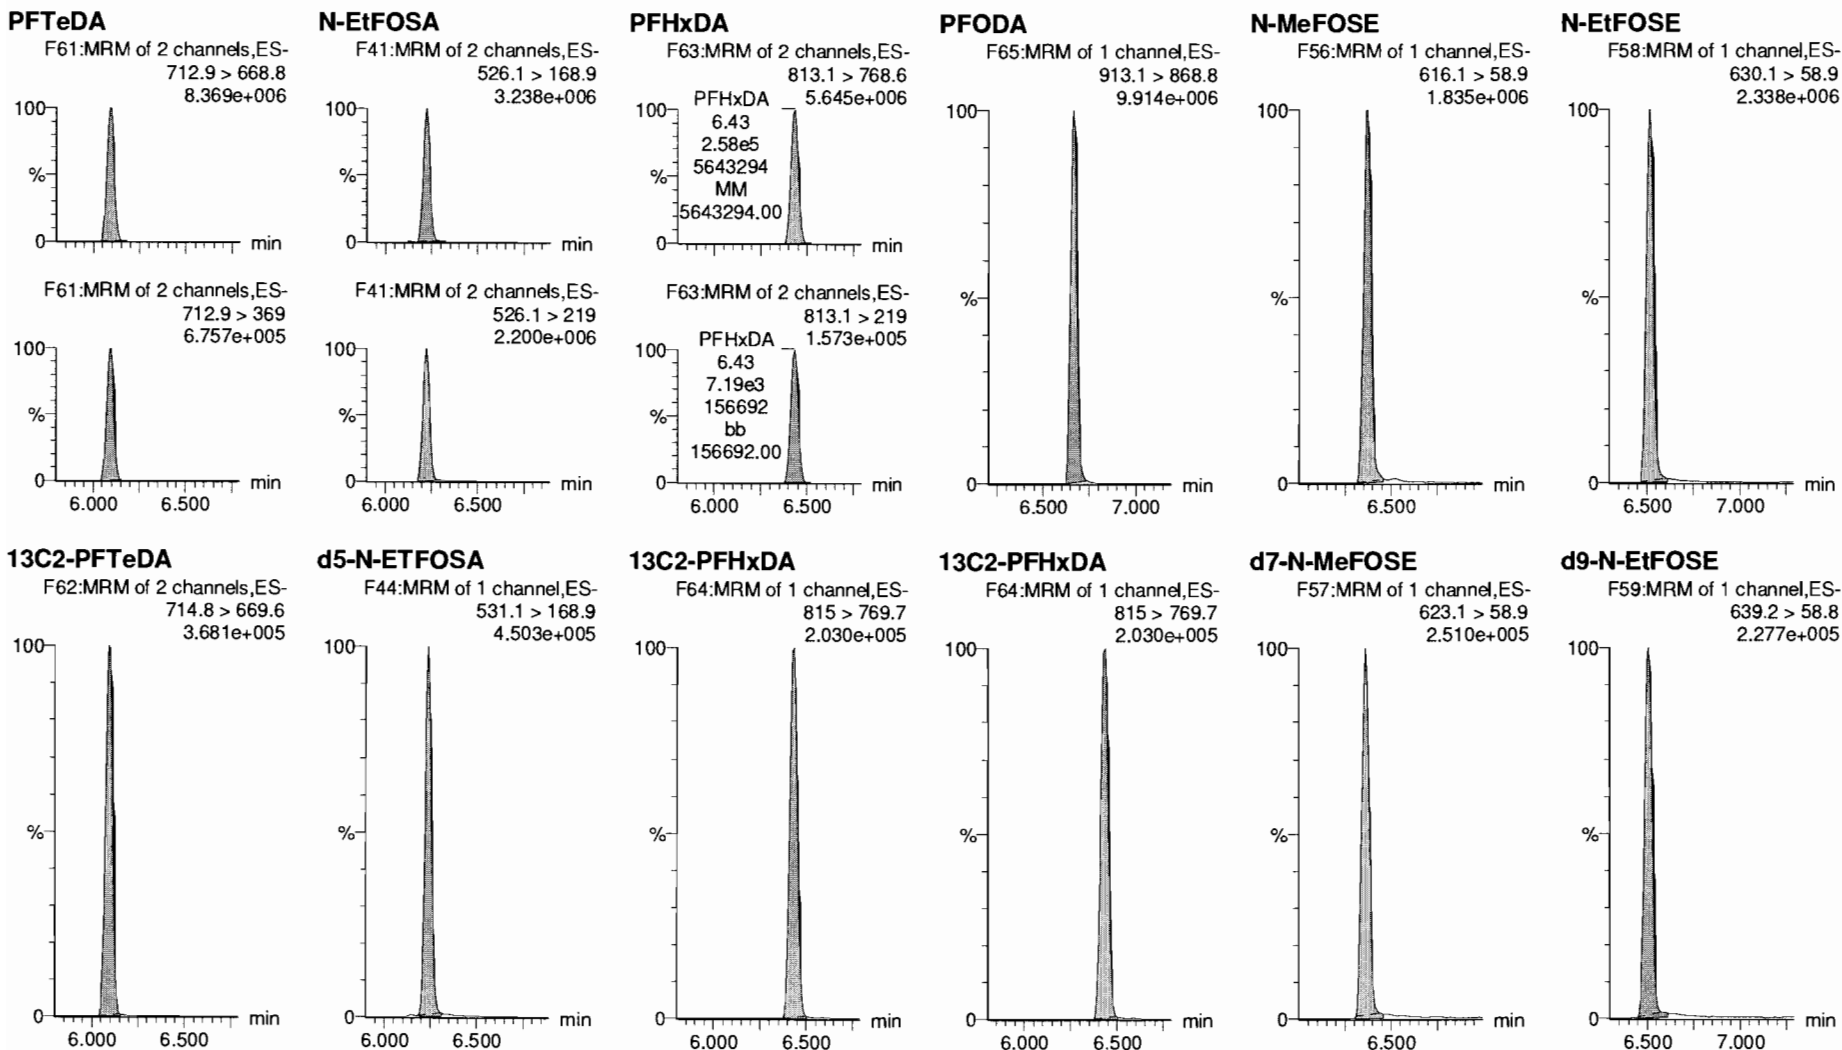 PFTeDA
F61:MRM of 2 channels,ES-
712.9 > 668.8
8.369e+006
100
%
0
min
F61:MRM of 2 channels,ES-
712.9 > 369
6.757e+005
100
%
0
min
6.000 6.500
N-EtFOSA
F41:MRM of 2 channels,ES-
526.1 > 168.9
3.238e+006
100
%
0
min
F41:MRM of 2 channels,ES-
526.1 > 219
2.200e+006
100
%
0
min
6.000 6.500
PFHxDA
F63:MRM of 2 channels,ES-
813.1 > 768.6
5.645e+006
PFHxDA
6.43
2.58e5
5643294
MM
5643294.00
100
%
0
min
F63:MRM of 2 channels,ES-
813.1 > 219
1.573e+005
PFHxDA
6.43
7.19e3
156692
bb
156692.00
100
%
0
min
6.000 6.500
PFODA
F65:MRM of 1 channel,ES-
913.1 > 868.8
9.914e+006
100
%
0
min
6.500 7.000
N-MeFOSE
F56:MRM of 1 channel,ES-
616.1 > 58.9
1.835e+006
100
%
0
min
6.500
N-EtFOSE
F58:MRM of 1 channel,ES-
630.1 > 58.9
2.338e+006
100
%
0
min
6.500 7.000
13C2-PFTeDA
F62:MRM of 2 channels,ES-
714.8 > 669.6
3.681e+005
100
%
0
min
6.000 6.500
d5-N-ETFOSA
F44:MRM of 1 channel,ES-
531.1 > 168.9
4.503e+005
100
%
0
min
6.000 6.500
13C2-PFHxDA
F64:MRM of 1 channel,ES-
815 > 769.7
2.030e+005
100
%
0
min
6.000 6.500
13C2-PFHxDA
F64:MRM of 1 channel,ES-
815 > 769.7
2.030e+005
100
%
0
min
6.000 6.500
d7-N-MeFOSE
F57:MRM of 1 channel,ES-
623.1 > 58.9
2.510e+005
100
%
0
min
6.500
d9-N-EtFOSE
F59:MRM of 1 channel,ES-
639.2 > 58.8
2.277e+005
100
%
0
min
6.500 7.000